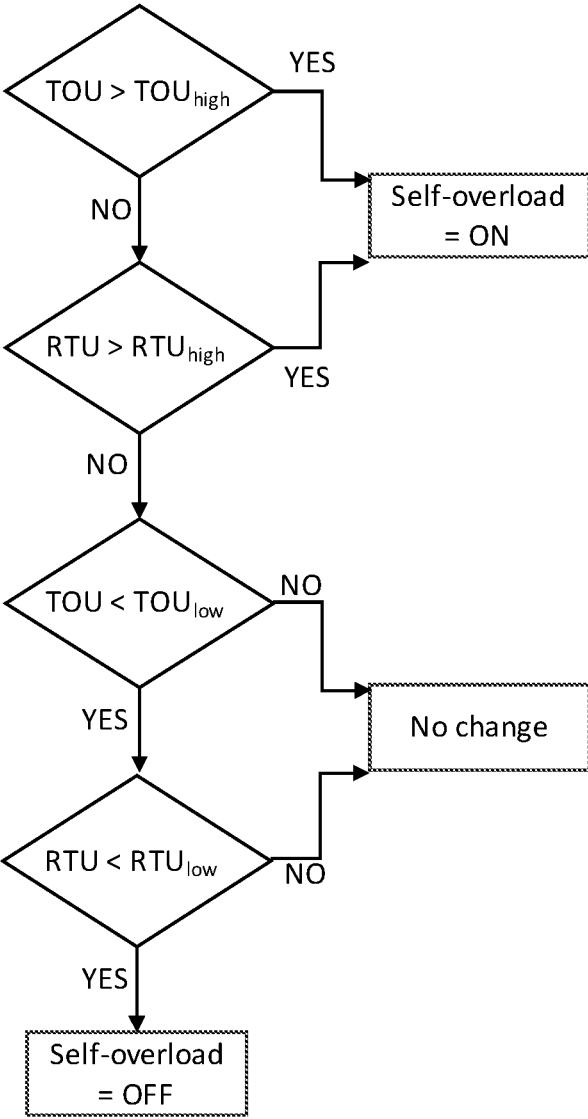 TOU > TOUhigh
YES
Self-overload
= ON
NO
RTU > RTUhigh
YES
NO
TOU < TOUlow
NO
YES
No change
RTU < RTUlow
NO
YES
Self-overload
= OFF